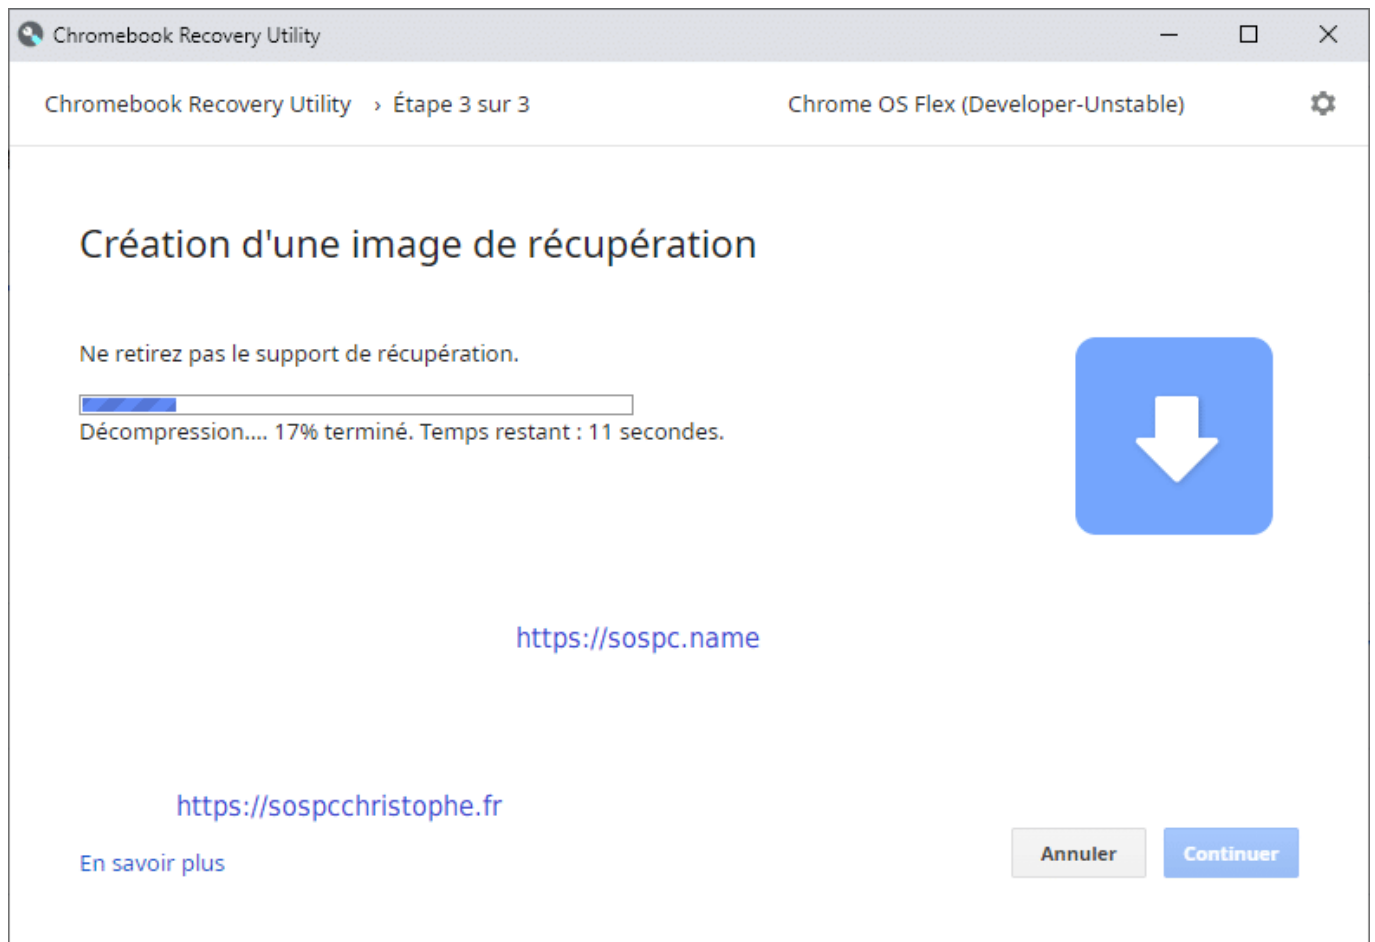 Chromebook Recovery Utility
Chromebook Recovery Utility › Étape 3 sur 3 Chrome OS Flex (Developer-Unstable)
Création d'une image de récupération
Ne retirez pas le support de récupération.
Décompression.... 17% terminé. Temps restant : 11 secondes.
https://sospc.name
https://sospcchristophe.fr
En savoir plus
Annuler Continuer